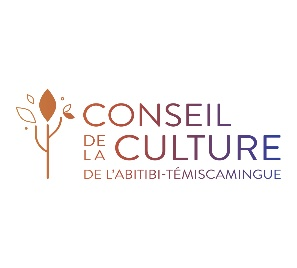 CONSEIL
DE LA CULTURE
DE L'ABITIBI-TÉMISCAMINGUE